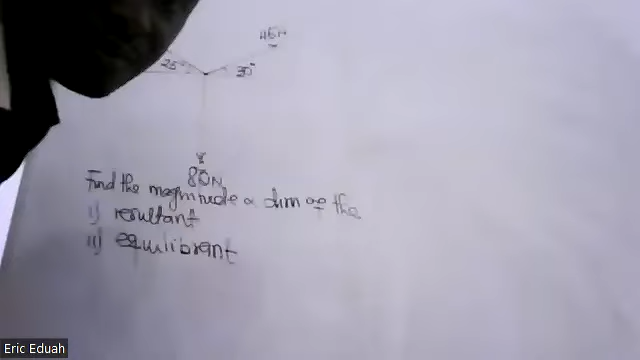 45N
25°
30°
80N
Find the magnitude & dirn of the
i) resultant
ii) equilibrant
Eric Eduah